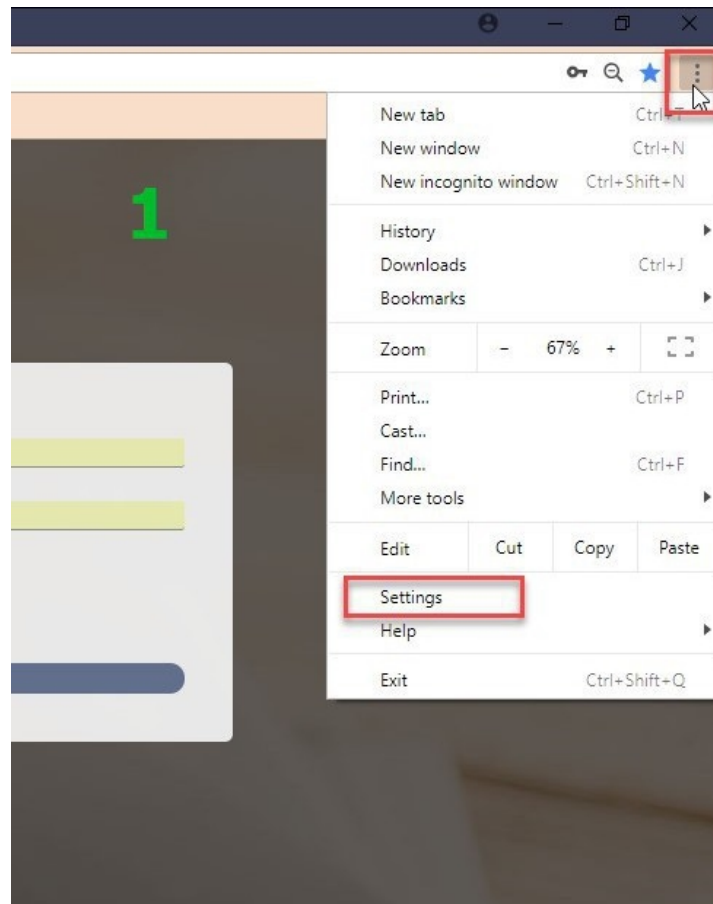 New tab Ctrl+T
New window Ctrl+N
New incognito window Ctrl+Shift+N
1
History
Downloads Ctrl+J
Bookmarks
Zoom − 67% +
Print... Ctrl+P
Cast...
Find... Ctrl+F
More tools
Edit Cut Copy Paste
Settings
Help
Exit Ctrl+Shift+Q